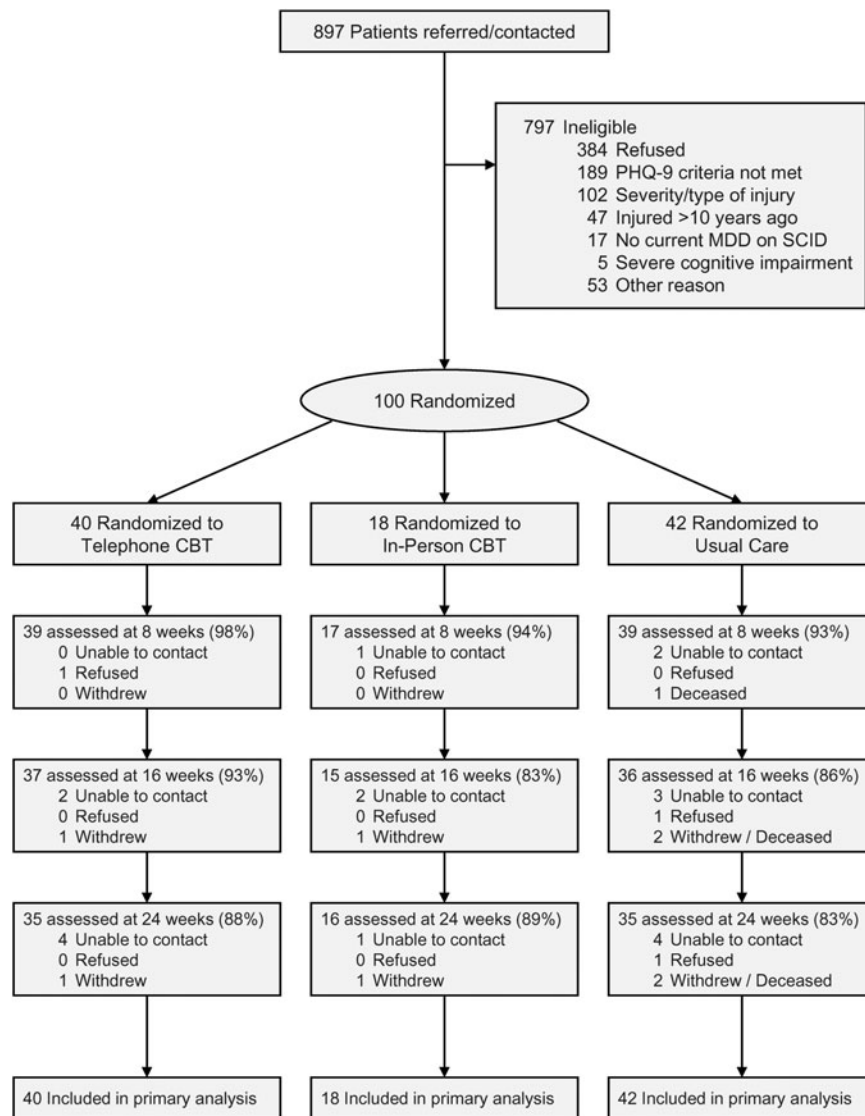 897 Patients referred/contacted
797 Ineligible
384 Refused
189 PHQ-9 criteria not met
102 Severity/type of injury
47 Injured >10 years ago
17 No current MDD on SCID
5 Severe cognitive impairment
53 Other reason
100 Randomized
40 Randomized to
Telephone CBT
18 Randomized to
In-Person CBT
42 Randomized to
Usual Care
39 assessed at 8 weeks (98%)
0 Unable to contact
1 Refused
0 Withdrew
17 assessed at 8 weeks (94%)
1 Unable to contact
0 Refused
0 Withdrew
39 assessed at 8 weeks (93%)
2 Unable to contact
0 Refused
1 Deceased
37 assessed at 16 weeks (93%)
2 Unable to contact
0 Refused
1 Withdrew
15 assessed at 16 weeks (83%)
2 Unable to contact
0 Refused
1 Withdrew
36 assessed at 16 weeks (86%)
3 Unable to contact
1 Refused
2 Withdrew / Deceased
35 assessed at 24 weeks (88%)
4 Unable to contact
0 Refused
1 Withdrew
16 assessed at 24 weeks (89%)
1 Unable to contact
0 Refused
1 Withdrew
35 assessed at 24 weeks (83%)
4 Unable to contact
1 Refused
2 Withdrew / Deceased
40 Included in primary analysis
18 Included in primary analysis
42 Included in primary analysis